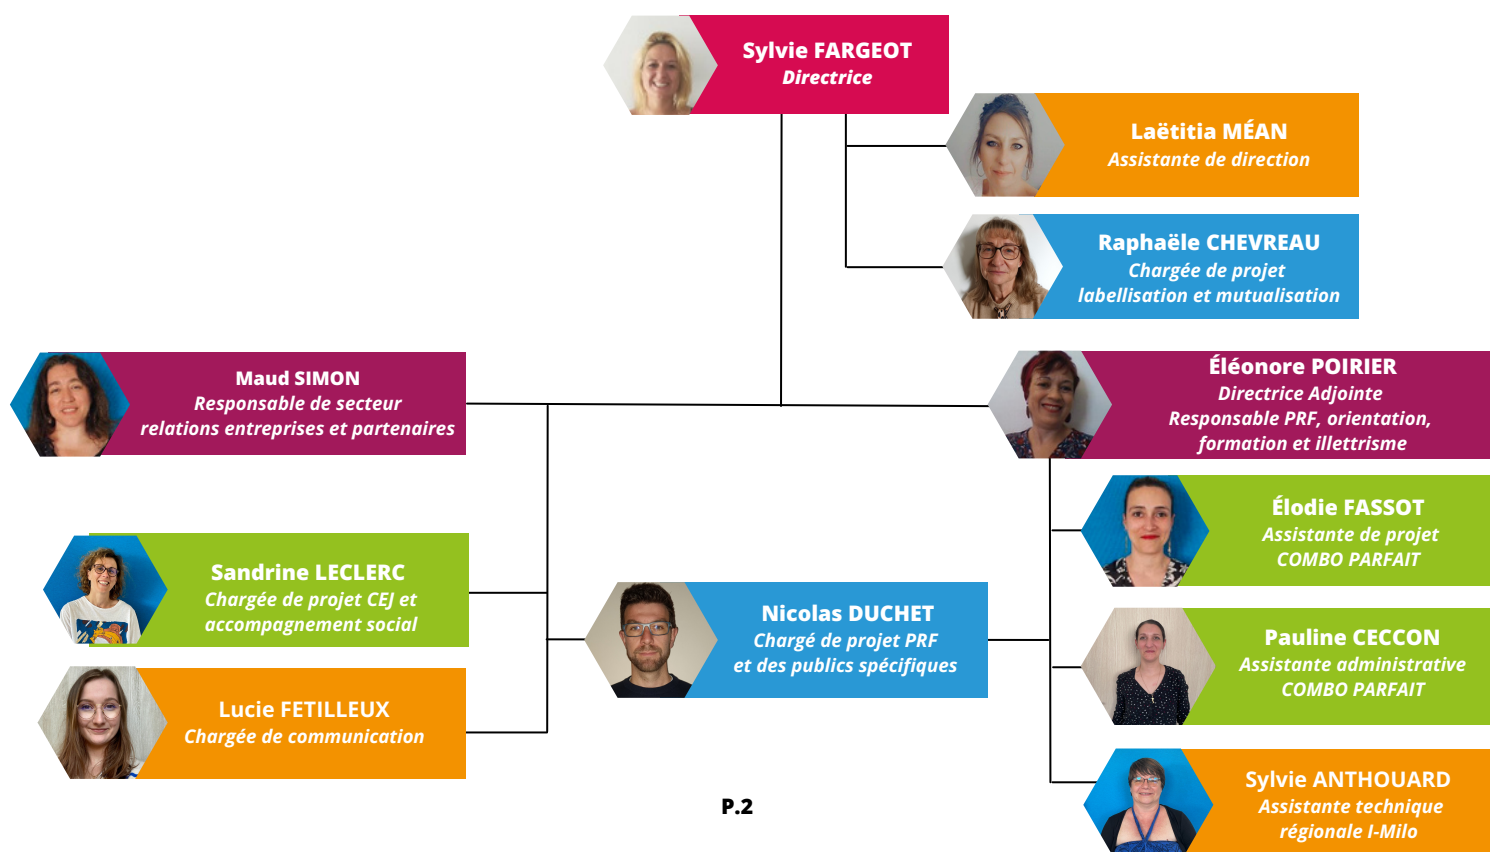 Sylvie FARGEOT
Directrice
Laëtitia MÉAN
Assistante de direction
Raphaële CHEVREAU
Chargée de projet
labellisation et mutualisation
Maud SIMON
Responsable de secteur
relations entreprises et partenaires
Éléonore POIRIER
Directrice Adjointe
Responsable PRF, orientation,
formation et illettrisme
Élodie FASSOT
Assistante de projet
COMBO PARFAIT
Sandrine LECLERC
Chargée de projet CEJ et
accompagnement social
Nicolas DUCHET
Chargé de projet PRF
et des publics spécifiques
Pauline CECCON
Assistante administrative
COMBO PARFAIT
Lucie FETILLEUX
Chargée de communication
Sylvie ANTHOUARD
Assistante technique
régionale I-Milo
P.2